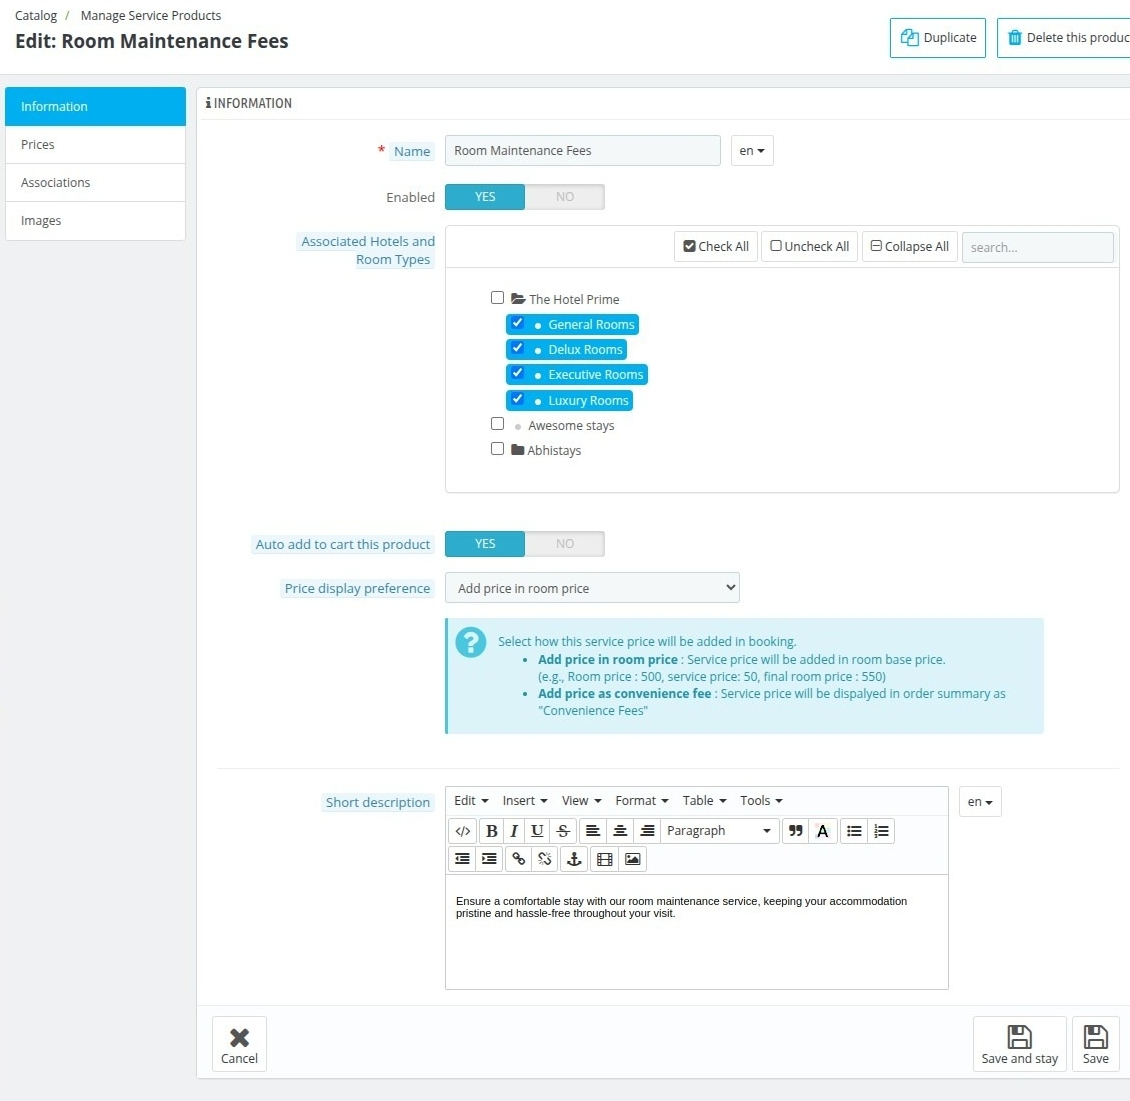 Catalog / Manage Service Products
Edit: Room Maintenance Fees
Duplicate
Delete this produc
Information
Prices
Associations
Images
INFORMATION
* Name
Room Maintenance Fees
en
Enabled
YES NO
Associated Hotels and
Room Types
Check All Uncheck All Collapse All search...
The Hotel Prime
General Rooms
Delux Rooms
Executive Rooms
Luxury Rooms
Awesome stays
Abhistays
Auto add to cart this product
YES NO
Price display preference
Add price in room price
Select how this service price will be added in booking.
• Add price in room price : Service price will be added in room base price.
(e.g., Room price : 500, service price: 50, final room price : 550)
• Add price as convenience fee : Service price will be dispalyed in order summary as
"Convenience Fees"
Short description
Edit Insert View Format Table Tools
en
B I U S Paragraph A
Ensure a comfortable stay with our room maintenance service, keeping your accommodation
pristine and hassle-free throughout your visit.
Cancel
Save and stay
Save